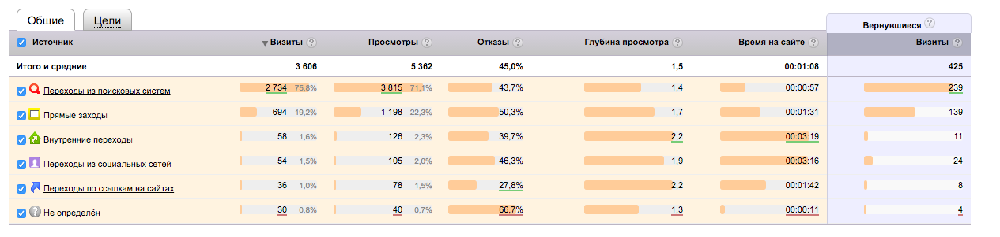 Общие Цели
Вернувшиеся ?
Источник Визиты ? Просмотры ? Отказы ? Глубина просмотра ? Время на сайте ? Визиты ?
Итого и средние 3 606 5 362 45,0% 1,5 00:01:08 425
Переходы из поисковых систем 2 734 75,8% 3 815 71,1% 43,7% 1,4 00:00:57 239
Прямые заходы 694 19,2% 1 198 22,3% 50,3% 1,7 00:01:31 139
Внутренние переходы 58 1,6% 126 2,3% 39,7% 2,2 00:03:19 11
Переходы из социальных сетей 54 1,5% 105 2,0% 46,3% 1,9 00:03:16 24
Переходы по ссылкам на сайтах 36 1,0% 78 1,5% 27,8% 2,2 00:01:42 8
? Не определён 30 0,8% 40 0,7% 66,7% 1,3 00:00:11 4